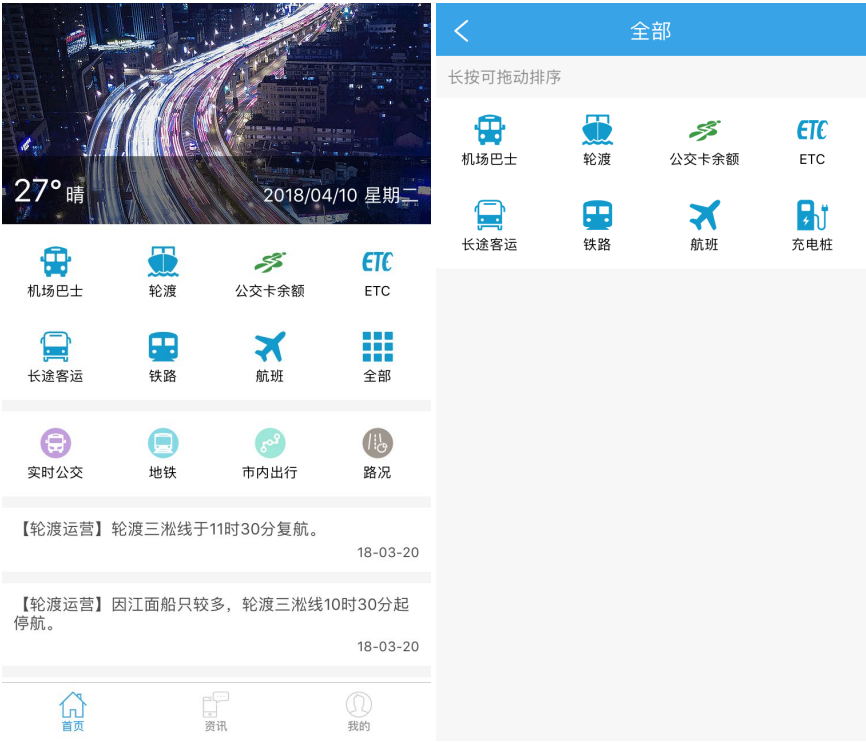 27° 晴
2018/04/10 星期二
机场巴士
轮渡
公交卡余额
ETC
ETC
长途客运
铁路
航班
全部
实时公交
地铁
市内出行
路况
【轮渡运营】轮渡三淞线于11时30分复航。
18-03-20
【轮渡运营】因江面船只较多，轮渡三淞线10时30分起
停航。
18-03-20
首页
资讯
我的
全部
长按可拖动排序
机场巴士
轮渡
公交卡余额
ETC
ETC
长途客运
铁路
航班
充电桩